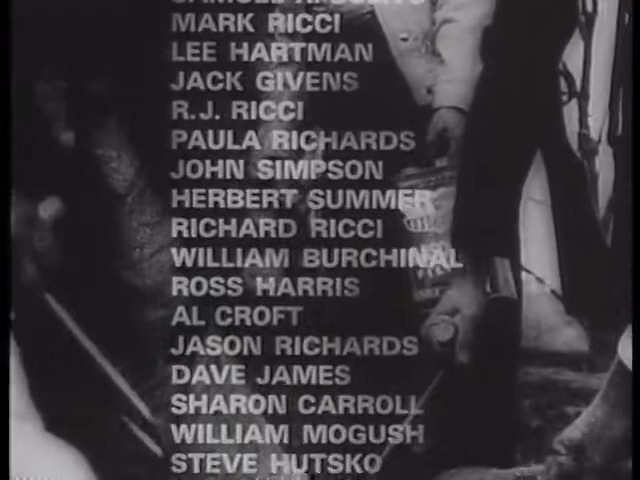 MARK RICCI
LEE HARTMAN
JACK GIVENS
R.J. RICCI
PAULA RICHARDS
JOHN SIMPSON
HERBERT SUMMER
RICHARD RICCI
WILLIAM BURCHINAL
ROSS HARRIS
AL CROFT
JASON RICHARDS
DAVE JAMES
SHARON CARROLL
WILLIAM MOGUSH
STEVE HUTSKO